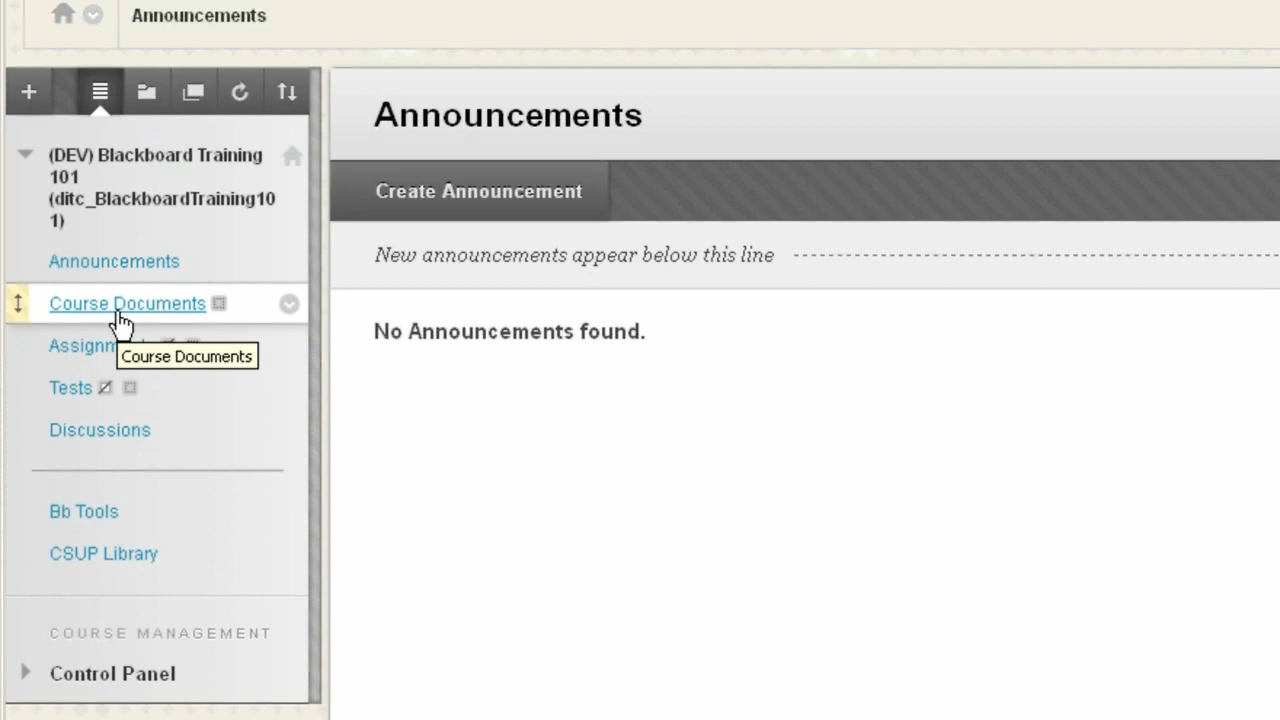 Announcements
(DEV) Blackboard Training
101
(ditc_BlackboardTraining10
1)
Announcements
Course Documents
Course Documents
Tests
Discussions
Bb Tools
CSUP Library
COURSE MANAGEMENT
Control Panel
Announcements
Create Announcement
New announcements appear below this line
No Announcements found.